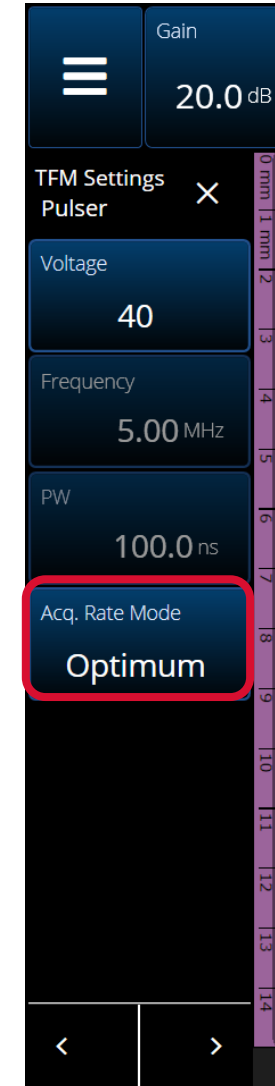 Gain
20.0 dB
TFM Settings
Pulser
Voltage
40
Frequency
5.00 MHz
PW
100.0 ns
Acq. Rate Mode
Optimum
0 mm
1 mm
2
3
4
5
6
7
8
9
10
11
12
13
14